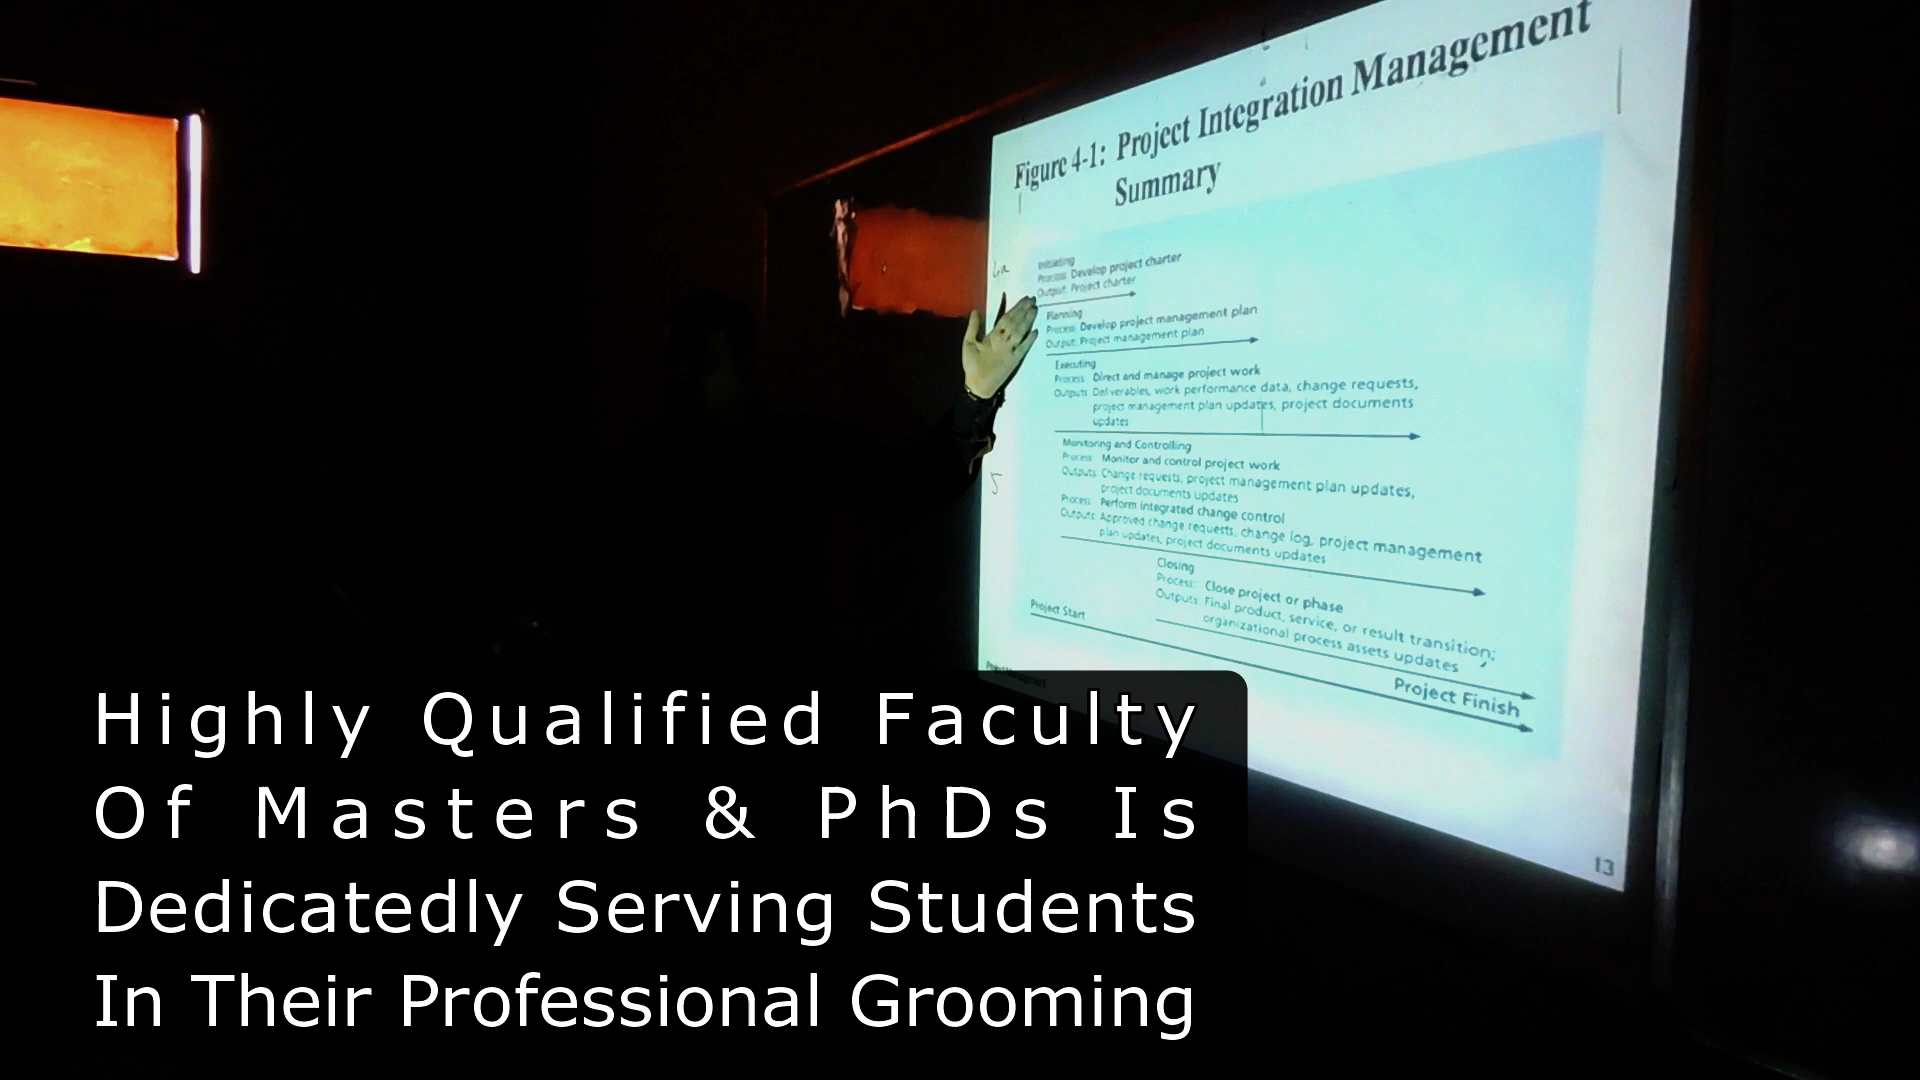 Figure 4-1: Project Integration Management
Summary
Initiating
Process: Develop project charter
Output: Project charter
Planning
Process: Develop project management plan
Output: Project management plan
Executing
Process: Direct and manage project work
Outputs: Deliverables, work performance data, change requests,
project management plan updates, project documents
updates
Monitoring and Controlling
Process: Monitor and control project work
Outputs: Change requests, project management plan updates,
project documents updates
Process: Perform integrated change control
Outputs: Approved change requests, change log, project management
plan updates, project documents updates
Closing
Process: Close project or phase
Outputs: Final product, service, or result transition;
organizational process assets updates
Project Start
Project Finish
Project Management
13
5
Highly Qualified Faculty
Of Masters & PhDs Is
Dedicatedly Serving Students
In Their Professional Grooming